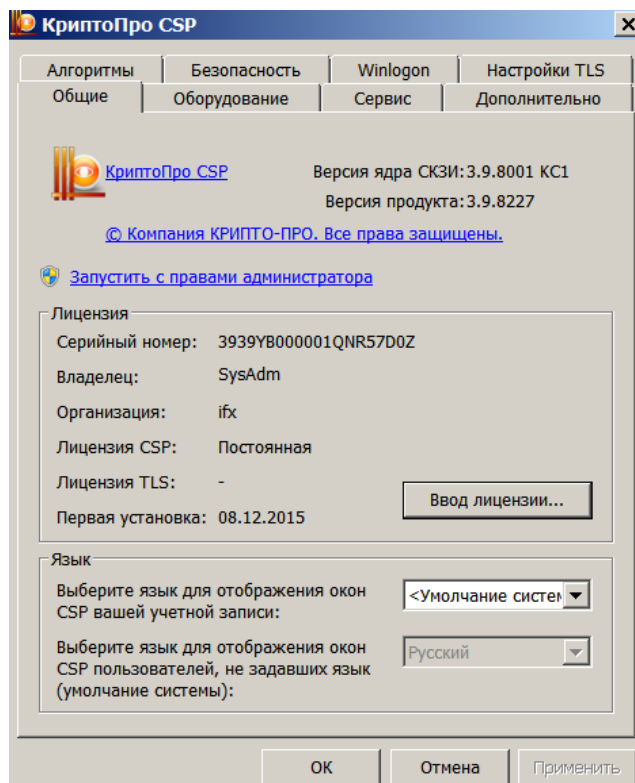 КриптоПро CSP
Алгоритмы Безопасность Winlogon Настройки TLS
Общие Оборудование Сервис Дополнительно
КриптоПро CSP
Версия ядра СКЗИ: 3.9.8001 КС1
Версия продукта: 3.9.8227
© Компания КРИПТО-ПРО. Все права защищены.
Запустить с правами администратора
Лицензия
Серийный номер: 3939YB000001QNR57D0Z
Владелец: SysAdm
Организация: ifx
Лицензия CSP: Постоянная
Лицензия TLS: -
Первая установка: 08.12.2015
Ввод лицензии...
Язык
Выберите язык для отображения окон
CSP вашей учетной записи:
<Умолчание систем
Выберите язык для отображения окон
CSP пользователей, не задавших язык
(умолчание системы):
Русский
ОК Отмена Применить